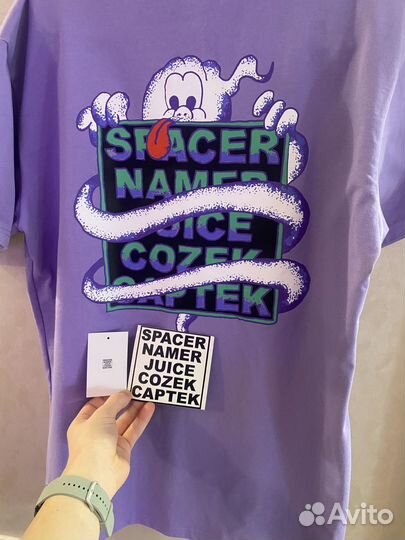 SPACER
NAMER
JUICE
COZEK
CAPTEK
SPACER
NAMER
JUICE
COZEK
CAPTEK
Avito